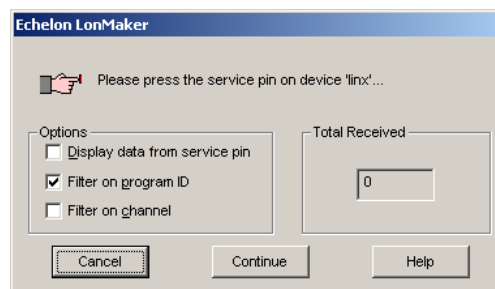 Echelon LonMaker
Please press the service pin on device 'linx'...
Options
Display data from service pin
Filter on program ID
Filter on channel
Total Received
0
Cancel
Continue
Help